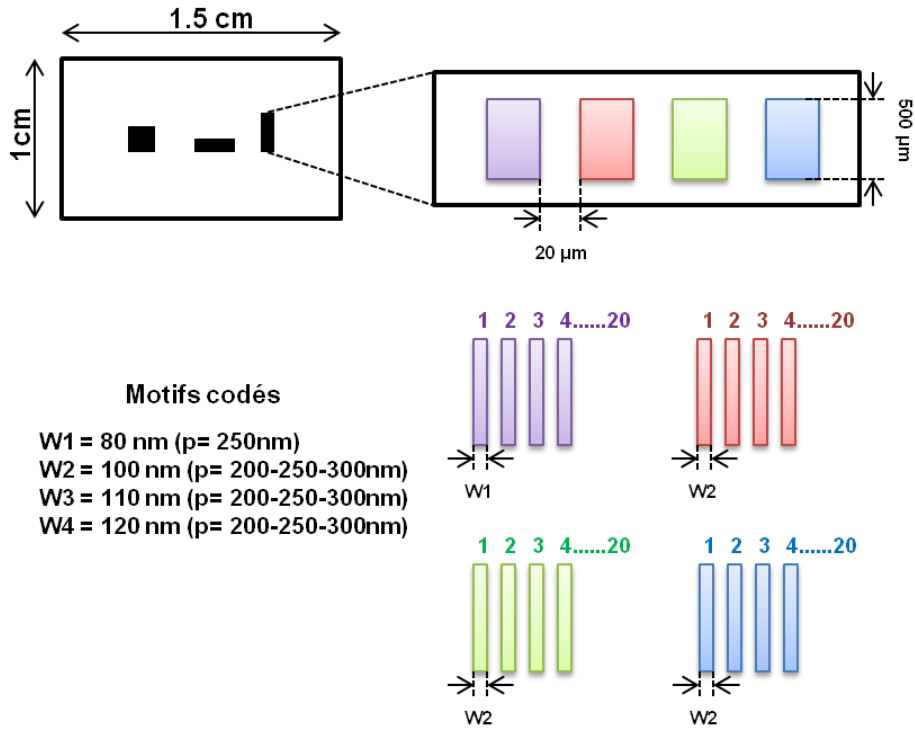 1.5 cm
1cm
500 µm
20 µm
1 2 3 4......20
1 2 3 4......20
W1
W2
Motifs codés
W1 = 80 nm (p= 250nm)
W2 = 100 nm (p= 200-250-300nm)
W3 = 110 nm (p= 200-250-300nm)
W4 = 120 nm (p= 200-250-300nm)
1 2 3 4......20
1 2 3 4......20
W2
W2